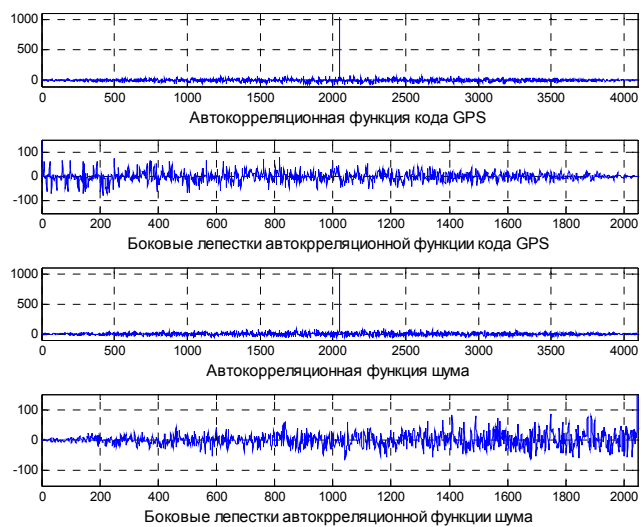 1000
500
0
0 500 1000 1500 2000 2500 3000 3500 4000
Автокорреляционная функция кода GPS
100
0
-100
0 200 400 600 800 1000 1200 1400 1600 1800 2000
Боковые лепестки автокрреляционной функции кода GPS
1000
500
0
0 500 1000 1500 2000 2500 3000 3500 4000
Автокорреляционная функция шума
100
0
-100
0 200 400 600 800 1000 1200 1400 1600 1800 2000
Боковые лепестки автокрреляционной функции шума